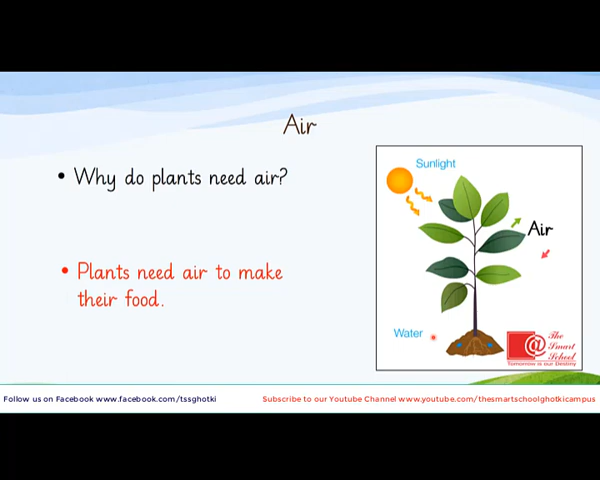 Air
• Why do plants need air?
• Plants need air to make
their food.
Sunlight
Air
Water
@
The
Smart
School
Tomorrow is our Destiny
Follow us on Facebook www.facebook.com/tssghotki
Subscribe to our Youtube Channel www.youtube.com/thesmartschoolghotkicampus